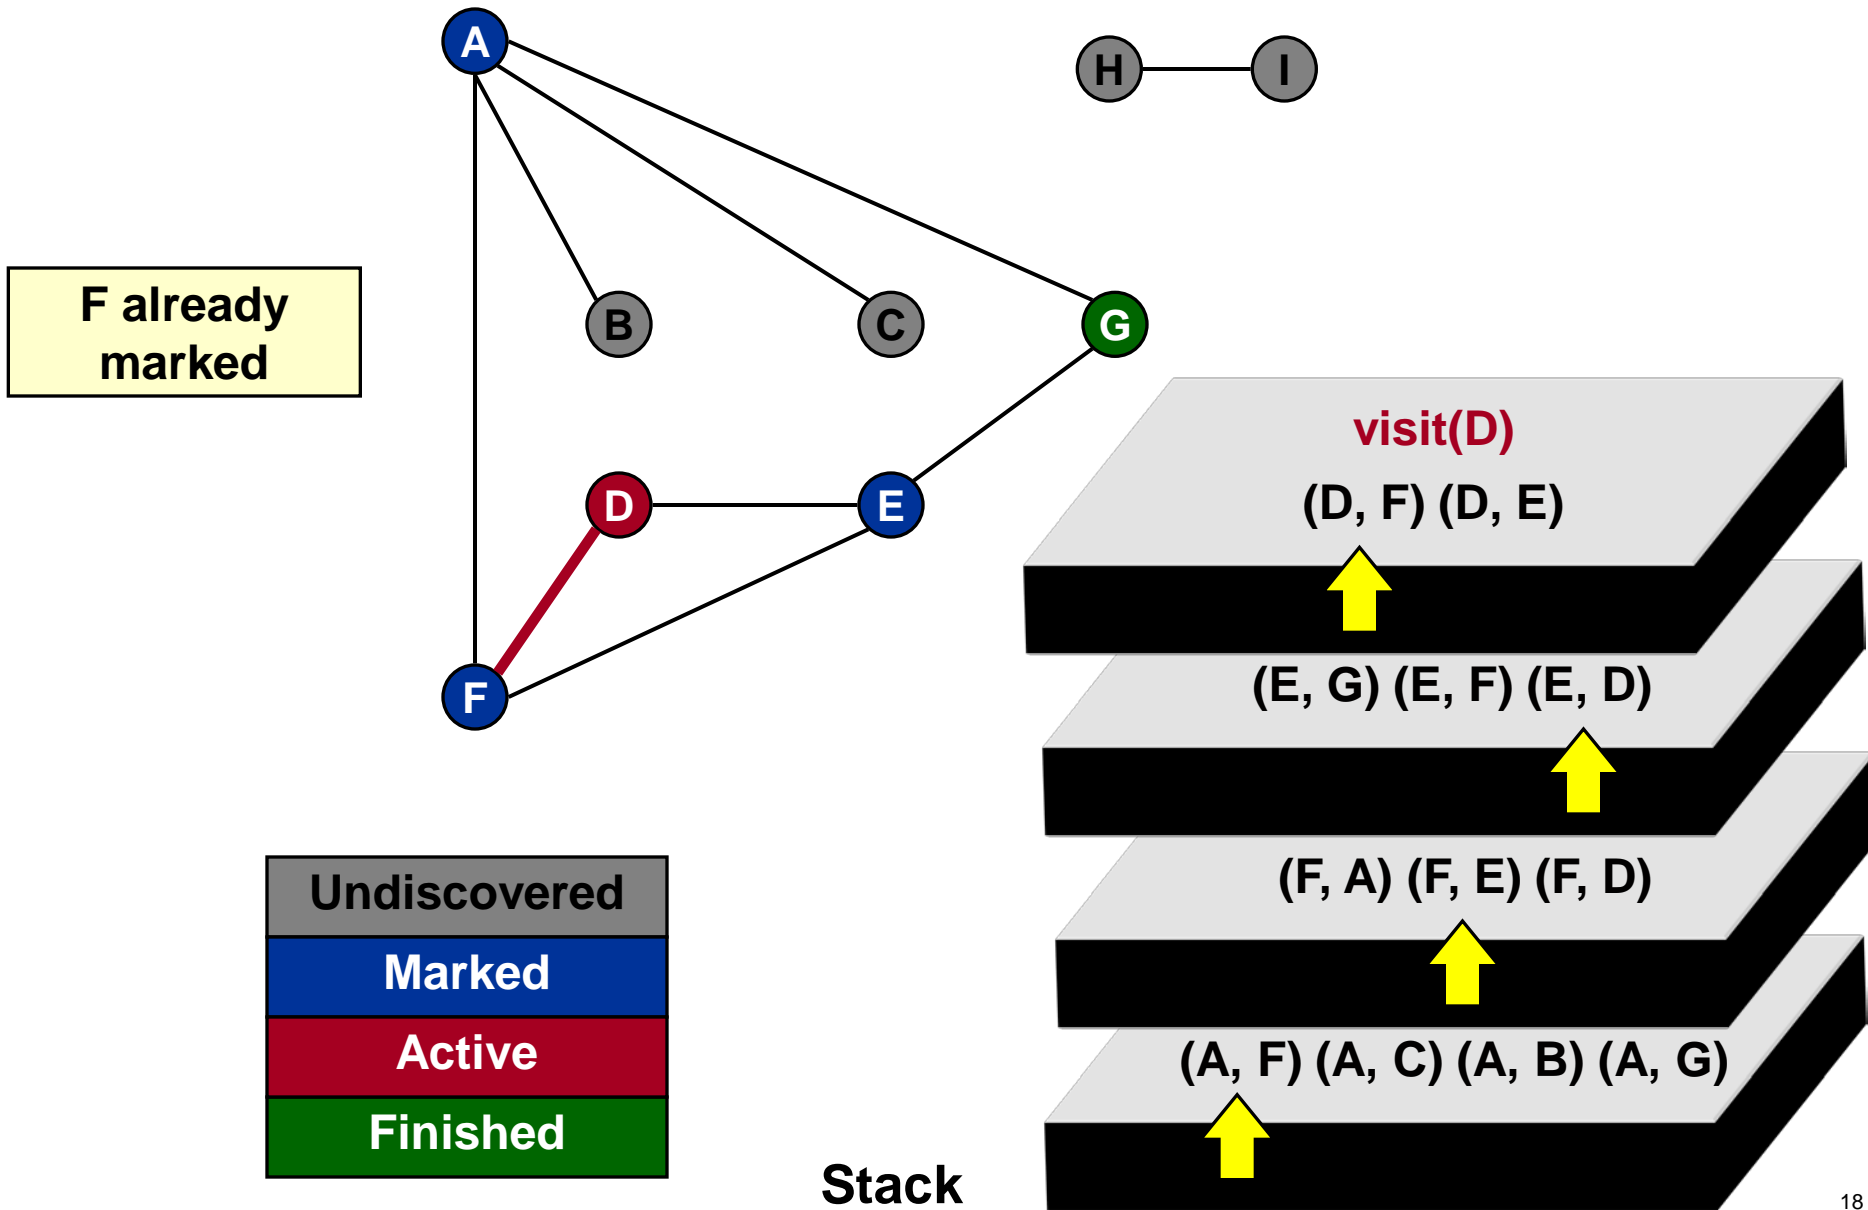 A
H
I
F already
marked
B
C
G
visit(D)
(D, F) (D, E)
D
E
(E, G) (E, F) (E, D)
F
(F, A) (F, E) (F, D)
Undiscovered
Marked
Active
Finished
(A, F) (A, C) (A, B) (A, G)
Stack
18